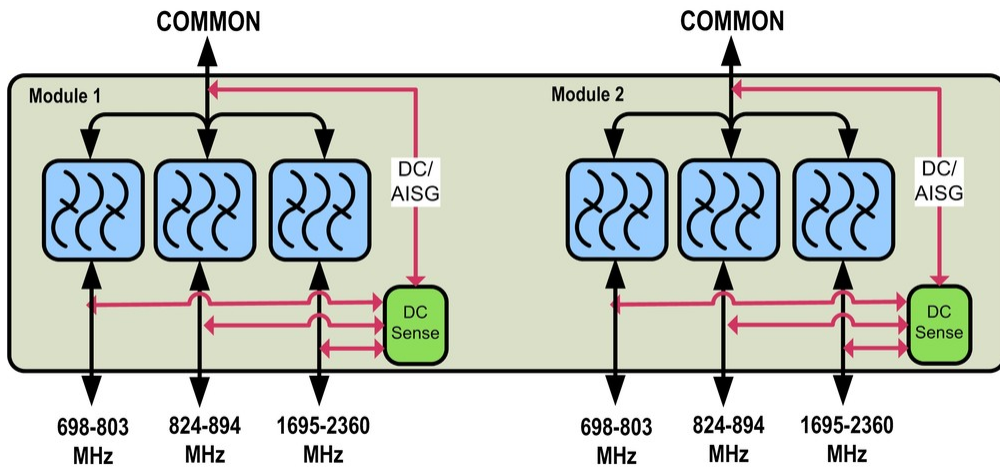 COMMON
COMMON
Module 1
Module 2
DC/
AISG
DC/
AISG
DC
Sense
DC
Sense
698-803
MHz
824-894
MHz
1695-2360
MHz
698-803
MHz
824-894
MHz
1695-2360
MHz